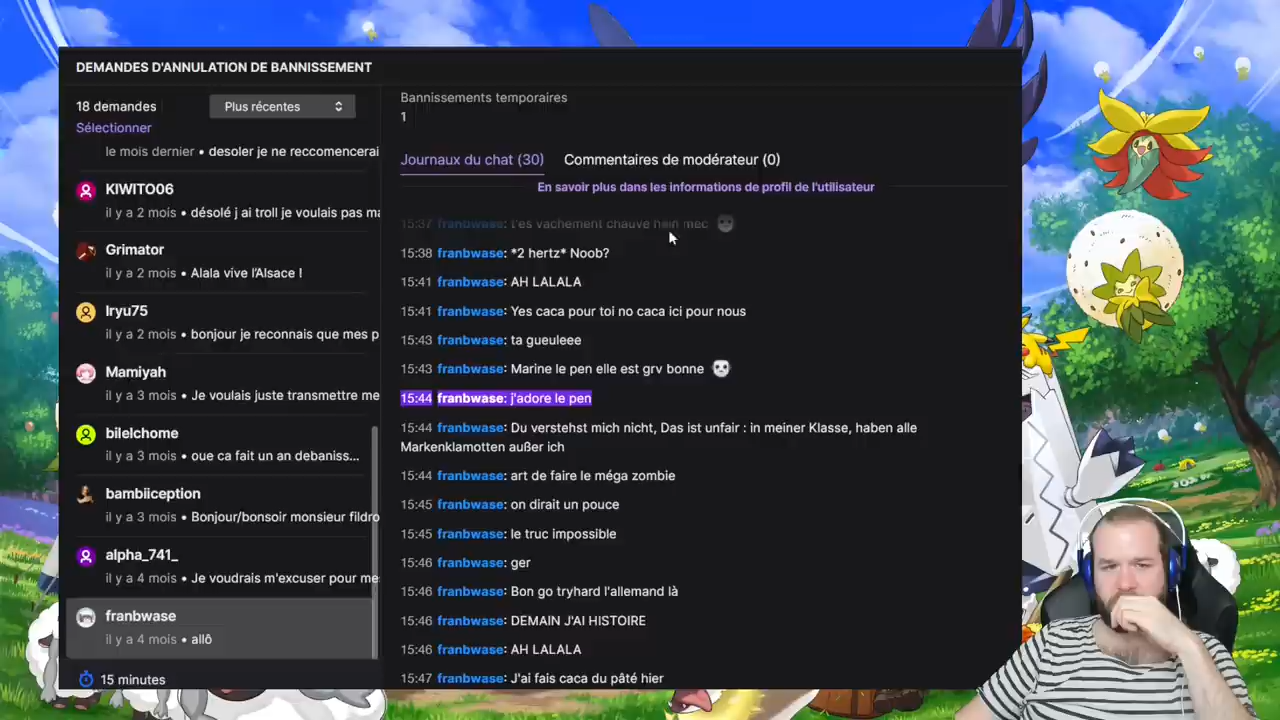 DEMANDES D'ANNULATION DE BANNISSEMENT
18 demandes
Plus récentes
Sélectionner
le mois dernier • desoler je ne reccomencerai
KIWITO06
il y a 2 mois • désolé j ai troll je voulais pas ma
Grimator
il y a 2 mois • Alala vive l'Alsace !
Iryu75
il y a 2 mois • bonjour je reconnais que mes p
Mamiyah
il y a 3 mois • Je voulais juste transmettre me
bilelchome
il y a 3 mois • oue ca fait un an debaniss...
bambiiception
il y a 3 mois • Bonjour/bonsoir monsieur fildro
alpha_741_
il y a 4 mois • Je voudrais m'excuser pour me
franbwase
il y a 4 mois • allô
15 minutes
Bannissements temporaires
1
Journaux du chat (30)
Commentaires de modérateur (0)
En savoir plus dans les informations de profil de l'utilisateur
15:37 franbwase: t'es vachement chauve hein mec
15:38 franbwase: *2 hertz* Noob?
15:41 franbwase: AH LALALA
15:41 franbwase: Yes caca pour toi no caca ici pour nous
15:43 franbwase: ta gueuleee
15:43 franbwase: Marine le pen elle est grv bonne
15:44 franbwase: j'adore le pen
15:44 franbwase: Du verstehst mich nicht, Das ist unfair : in meiner Klasse, haben alle
Markenklamotten außer ich
15:44 franbwase: art de faire le méga zombie
15:45 franbwase: on dirait un pouce
15:45 franbwase: le truc impossible
15:46 franbwase: ger
15:46 franbwase: Bon go tryhard l'allemand là
15:46 franbwase: DEMAIN J'AI HISTOIRE
15:46 franbwase: AH LALALA
15:47 franbwase: J'ai fais caca du pâté hier